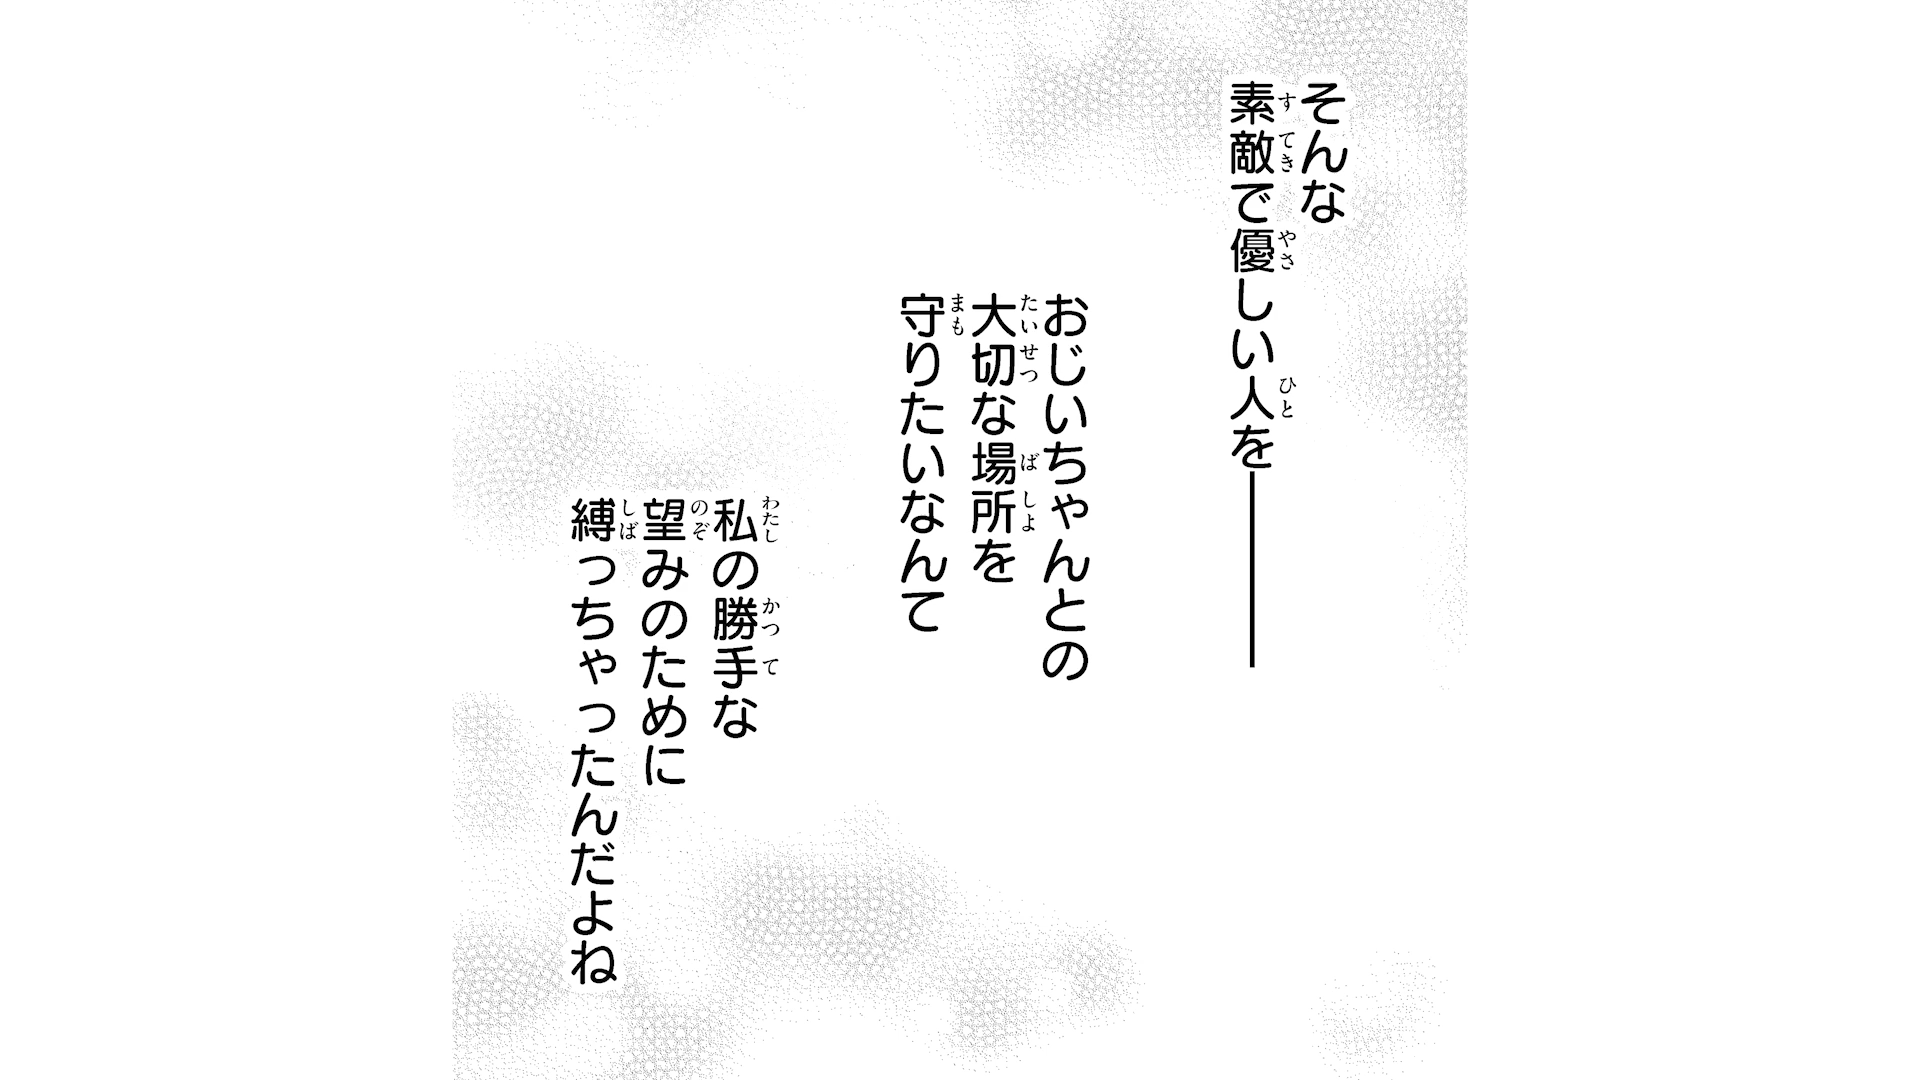 そんな
素敵で優しい人を――――
おじいちゃんとの
大切な場所を
守りたいなんて
私の勝手な
望みのために
縛っちゃったんだよね